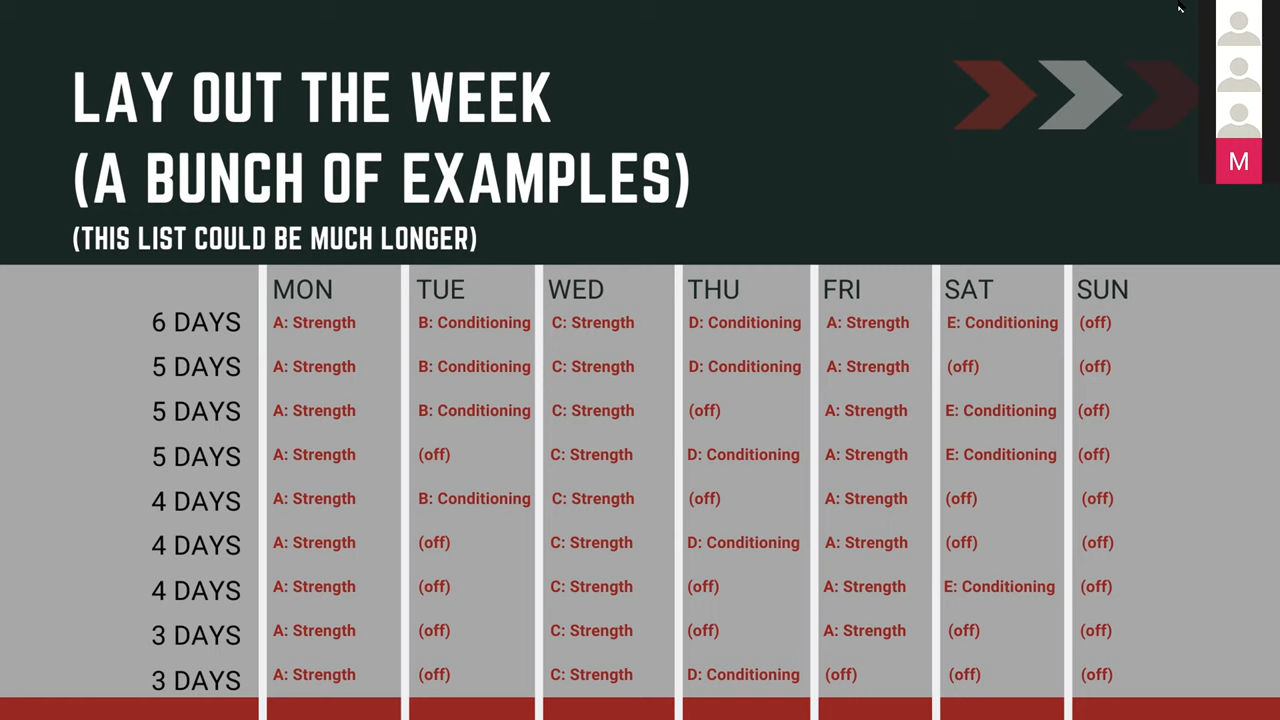 LAY OUT THE WEEK
(A BUNCH OF EXAMPLES)
(THIS LIST COULD BE MUCH LONGER)
M
MON TUE WED THU FRI SAT SUN
6 DAYS A: Strength B: Conditioning C: Strength D: Conditioning A: Strength E: Conditioning (off)
5 DAYS A: Strength B: Conditioning C: Strength D: Conditioning A: Strength (off) (off)
5 DAYS A: Strength B: Conditioning C: Strength (off) A: Strength E: Conditioning (off)
5 DAYS A: Strength (off) C: Strength D: Conditioning A: Strength E: Conditioning (off)
4 DAYS A: Strength B: Conditioning C: Strength (off) A: Strength (off) (off)
4 DAYS A: Strength (off) C: Strength D: Conditioning A: Strength (off) (off)
4 DAYS A: Strength (off) C: Strength (off) A: Strength E: Conditioning (off)
3 DAYS A: Strength (off) C: Strength (off) A: Strength (off) (off)
3 DAYS A: Strength (off) C: Strength D: Conditioning (off) (off) (off)